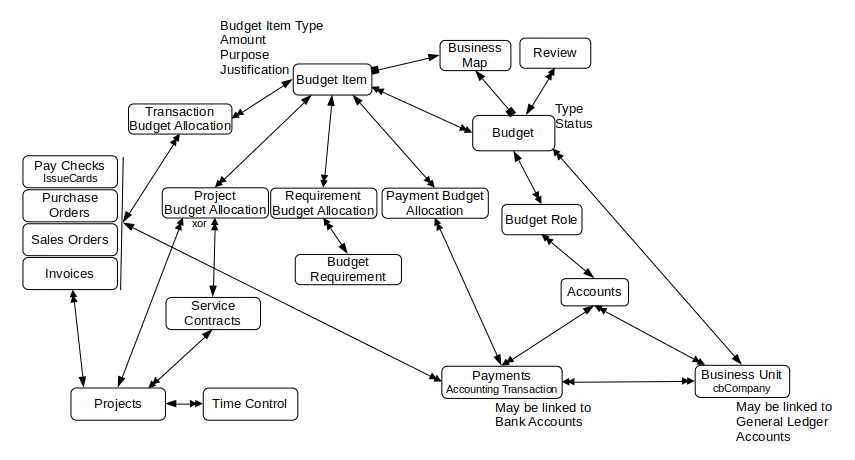 Budget Item Type
Amount
Purpose
Justification
Budget Item
Business
Map
Review
Type
Status
Budget
Transaction
Budget Allocation
Pay Checks
IssueCards
Purchase
Orders
Sales Orders
Invoices
Project
Budget Allocation
xor
Requirement
Budget Allocation
Payment Budget
Allocation
Budget Role
Budget
Requirement
Accounts
Service
Contracts
Projects
Time Control
Payments
Accounting Transaction
May be linked to
Bank Accounts
Business Unit
cbCompany
May be linked to
General Ledger
Accounts